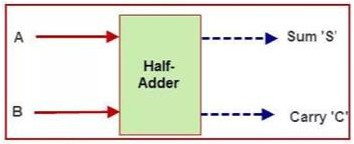 A
Sum 'S'
Half-
Adder
B
Carry 'C'